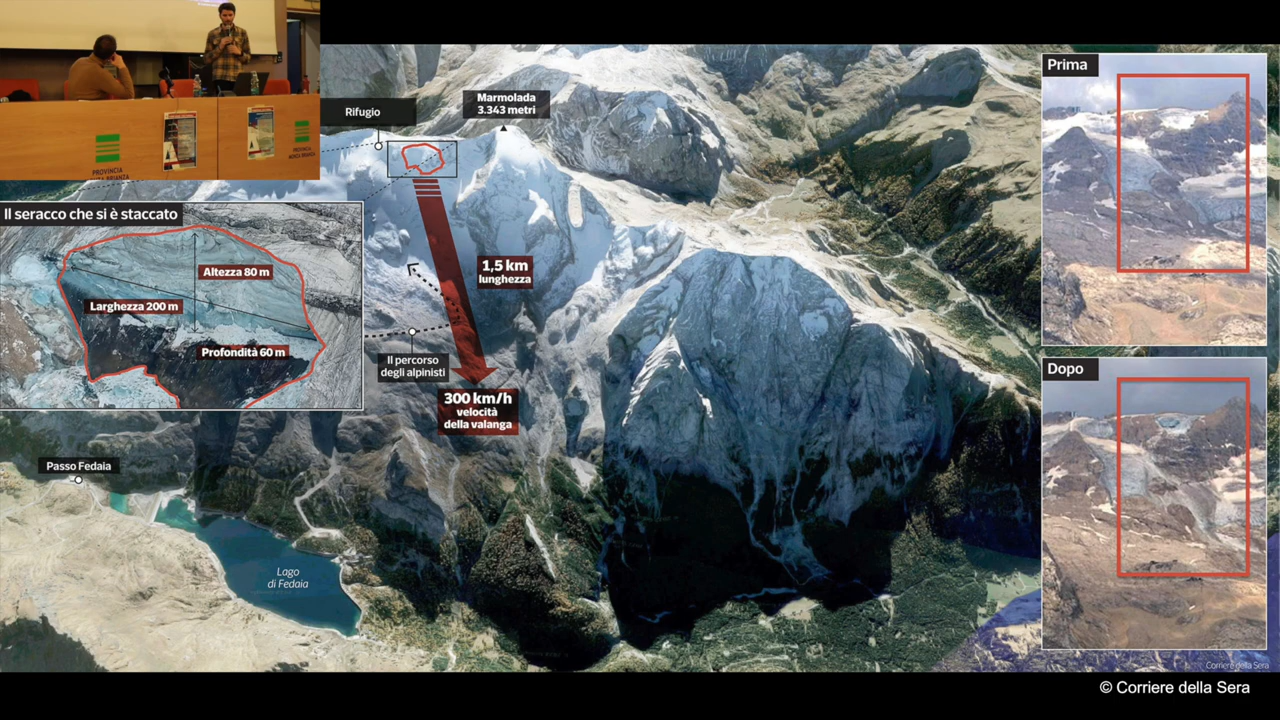 PROVINCIA
BRIANZA
PROVINCIA
Rifugio
Marmolada
3.343 metri
Il seracco che si è staccato
Altezza 80 m
Larghezza 200 m
Profondità 60 m
1,5 km
lunghezza
Il percorso
degli alpinisti
300 km/h
velocità
della valanga
Passo Fedaia
Lago
di Fedaia
Prima
Dopo
Corriere della Sera
© Corriere della Sera